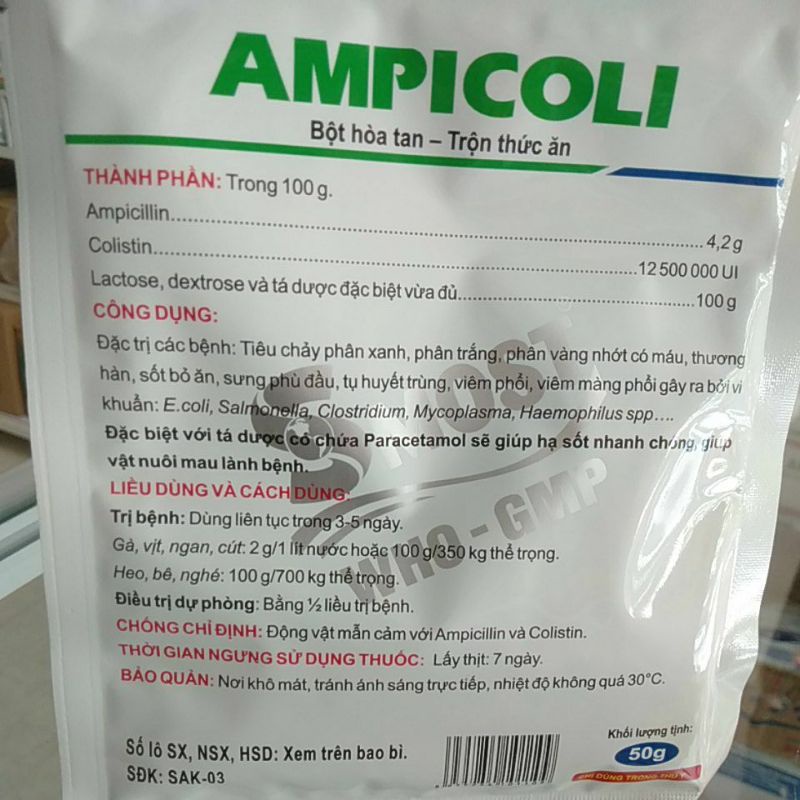 AMPICOLI
Bột hòa tan – Trộn thức ăn
THÀNH PHẦN: Trong 100 g.
Ampicillin........................................................................4,2 g
Colistin...............................................................12 500 000 UI
Lactose, dextrose và tá dược đặc biệt vừa đủ...............................100 g
CÔNG DỤNG:
Đặc trị các bệnh: Tiêu chảy phân xanh, phân trắng, phân vàng nhớt có máu, thương
hàn, sốt bỏ ăn, sưng phù đầu, tụ huyết trùng, viêm phổi, viêm màng phổi gây ra bởi vi
khuẩn: E.coli, Salmonella, Clostridium, Mycoplasma, Haemophilus spp....
Đặc biệt với tá dược có chứa Paracetamol sẽ giúp hạ sốt nhanh chóng, giúp
vật nuôi mau lành bệnh.
LIỀU DÙNG VÀ CÁCH DÙNG:
Trị bệnh: Dùng liên tục trong 3-5 ngày.
Gà, vịt, ngan, cút: 2 g/1 lít nước hoặc 100 g/350 kg thể trọng.
Heo, bê, nghé: 100 g/700 kg thể trọng.
Điều trị dự phòng: Bằng ½ liều trị bệnh.
CHỐNG CHỈ ĐỊNH: Động vật mẫn cảm với Ampicillin và Colistin.
THỜI GIAN NGƯNG SỬ DỤNG THUỐC: Lấy thịt: 7 ngày.
BẢO QUẢN: Nơi khô mát, tránh ánh sáng trực tiếp, nhiệt độ không quá 30°C.
SMOST
WHO - GMP
Số lô SX, NSX, HSD: Xem trên bao bì.
SĐK: SAK-03
Khối lượng tịnh:
50g
CHỈ DÙNG TRONG THÚ Y